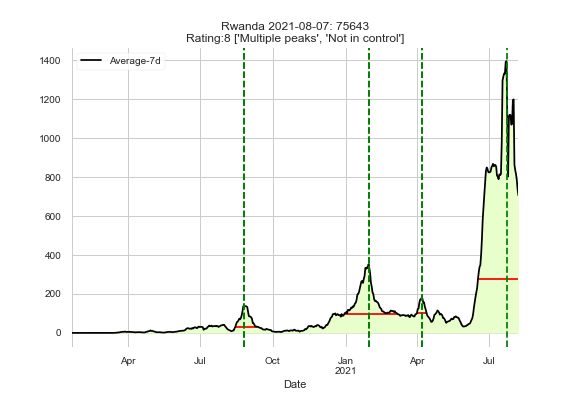 Rwanda 2021-08-07: 75643
Rating:8 ['Multiple peaks', 'Not in control']
Average-7d
1400
1200
1000
800
600
400
200
0
Apr Jul Oct Jan Apr Jul
2021
Date